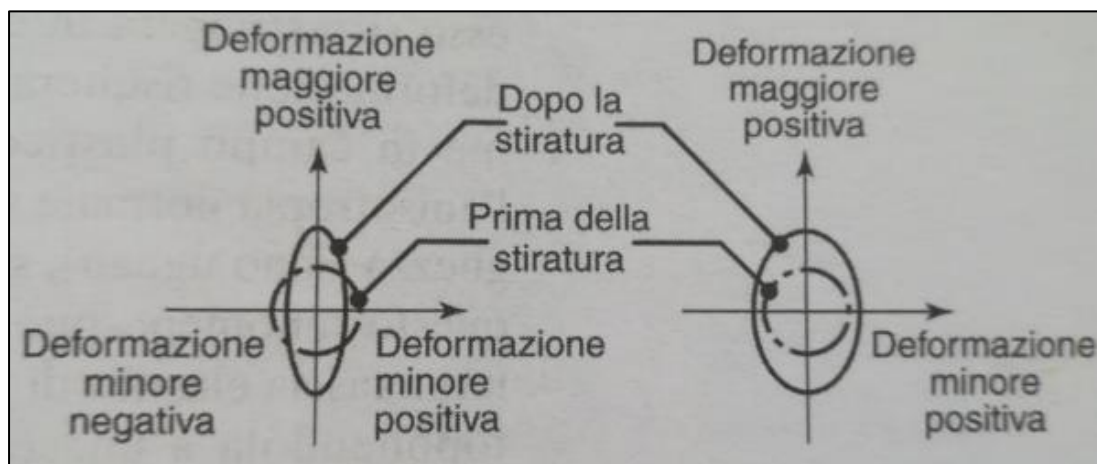 Deformazione
maggiore
positiva
Dopo la
stiratura
Prima della
stiratura
Deformazione
minore
negativa
Deformazione
minore
positiva
Deformazione
maggiore
positiva
Deformazione
minore
positiva